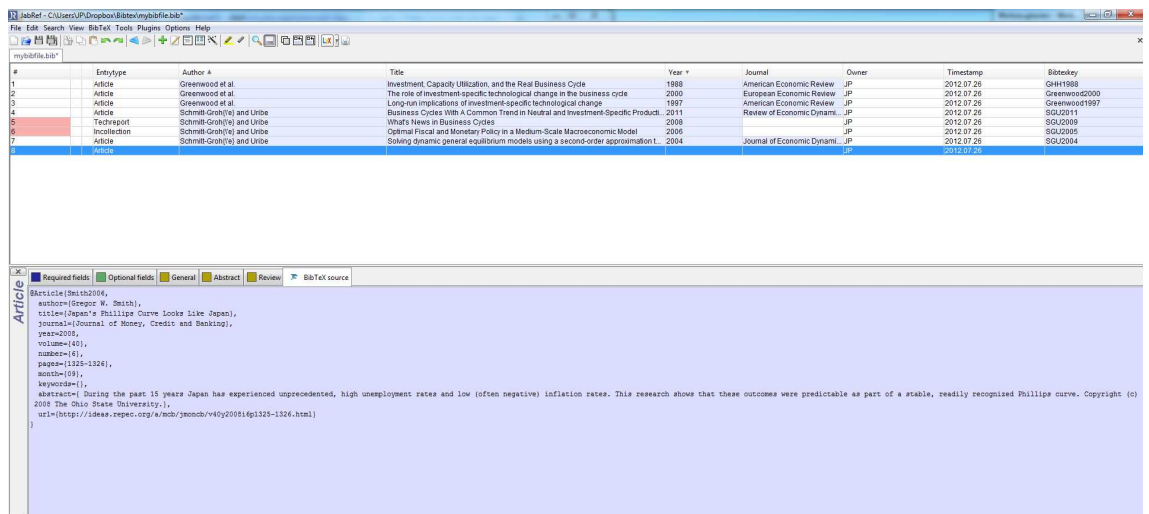 JabRef - C:\Users\JP\Dropbox\Bibtex\mybibfile.bib*
File Edit Search View BibTeX Tools Plugins Options Help
mybibfile.bib*
# Entrytype Author Title Year Journal Owner Timestamp Bibtexkey
1 Article Greenwood et al. Investment, Capacity Utilization, and the Real Business Cycle 1988 American Economic Review JP 2012.07.26 GHH1988
2 Article Greenwood et al. The role of investment-specific technological change in the business cycle 2000 European Economic Review JP 2012.07.26 Greenwood2000
3 Article Greenwood et al. Long-run implications of investment-specific technological change 1997 American Economic Review JP 2012.07.26 Greenwood1997
4 Article Schmitt-Groh{\'e} and Uribe Business Cycles With A Common Trend in Neutral and Investment-Specific Producti... 2011 Review of Economic Dynami... JP 2012.07.26 SGU2011
5 Techreport Schmitt-Groh{\'e} and Uribe What's News in Business Cycles 2008 JP 2012.07.26 SGU2009
6 Incollection Schmitt-Groh{\'e} and Uribe Optimal Fiscal and Monetary Policy in a Medium-Scale Macroeconomic Model 2006 JP 2012.07.26 SGU2005
7 Article Schmitt-Groh{\'e} and Uribe Solving dynamic general equilibrium models using a second-order approximation t... 2004 Journal of Economic Dynami... JP 2012.07.26 SGU2004
8 Article JP 2012.07.26
Required fields Optional fields General Abstract Review BibTeX source
Article
@Article{Smith2006,
author={Gregor W. Smith},
title={Japan's Phillips Curve Looks Like Japan},
journal={Journal of Money, Credit and Banking},
year=2008,
volume={40},
number={6},
pages={1325-1326},
month={09},
keywords={},
abstract={ During the past 15 years Japan has experienced unprecedented, high unemployment rates and low (often negative) inflation rates. This research shows that these outcomes were predictable as part of a stable, readily recognized Phillips curve. Copyright (c)
2008 The Ohio State University.},
url={http://ideas.repec.org/a/mcb/jmoncb/v40y2008i6p1325-1326.html}
}